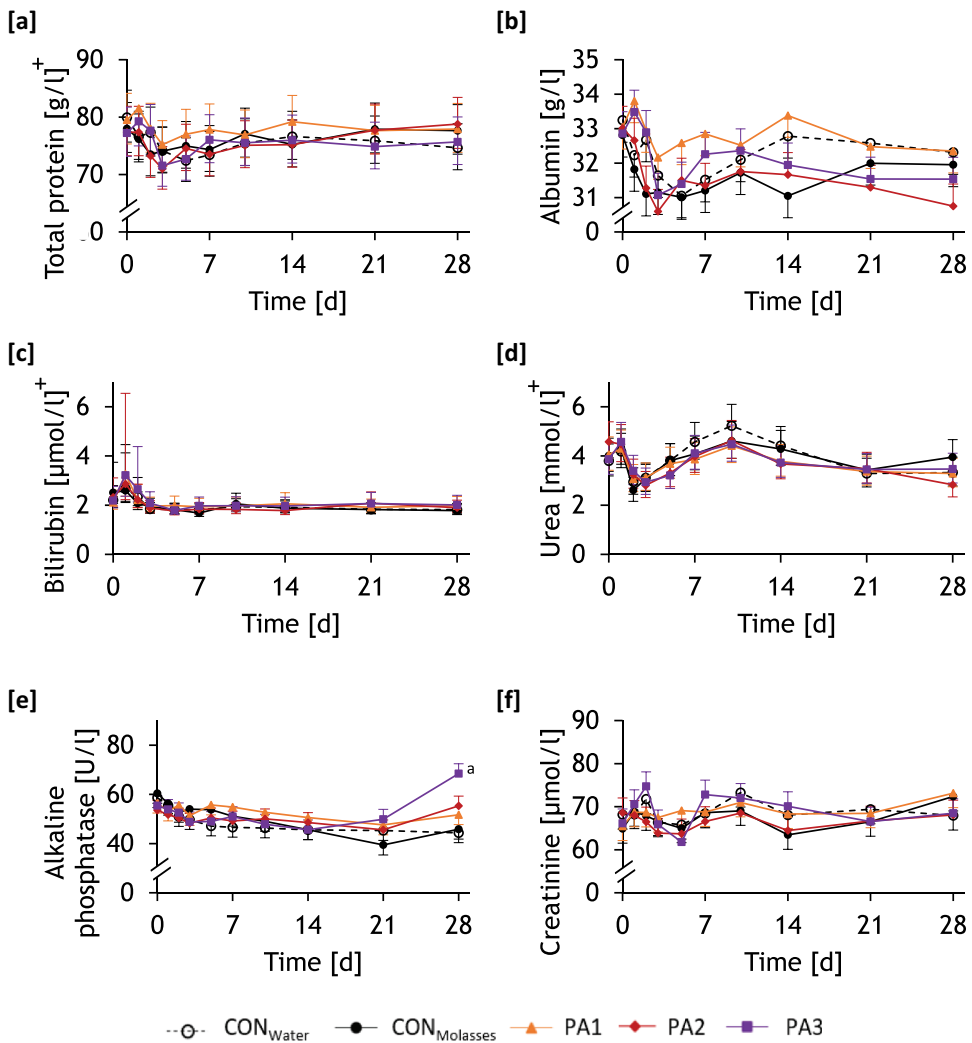 [a]
Total protein [g/l]+
90
80
70
0
0 7 14 21 28
Time [d]
[b]
Albumin [g/l]
35
34
33
32
31
0
0 7 14 21 28
Time [d]
[c]
Bilirubin [µmol/l]+
6
4
2
0
0 7 14 21 28
Time [d]
[d]
Urea [mmol/l]+
6
4
2
0
0 7 14 21 28
Time [d]
[e]
Alkaline
phosphatase [U/l]
80
60
40
0
a
0 7 14 21 28
Time [d]
[f]
Creatinine [µmol/l]
90
80
70
60
0
0 7 14 21 28
Time [d]
CONWater CONMolasses PA1 PA2 PA3